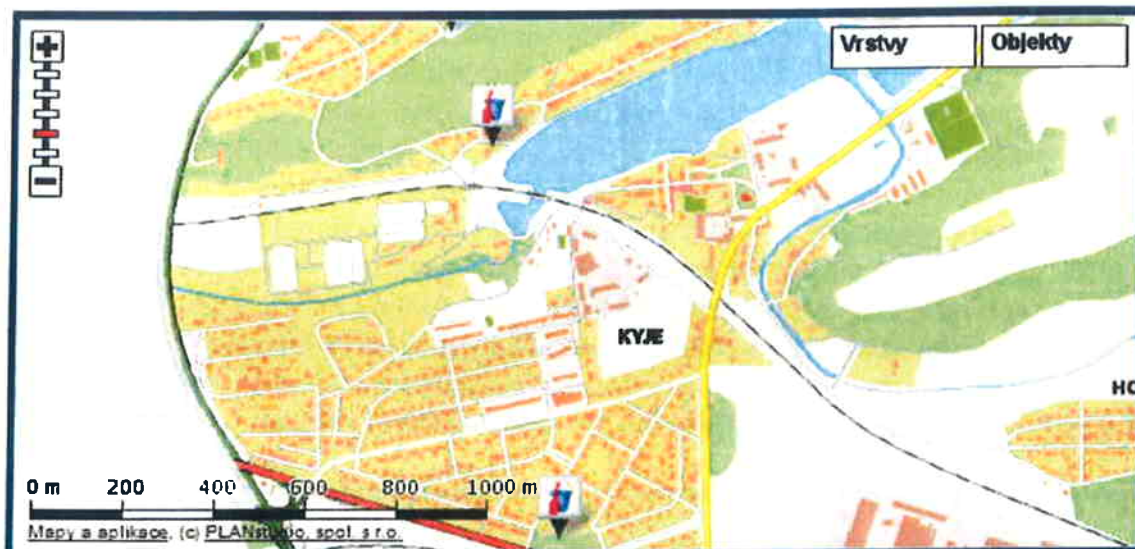 Vrstvy
Objekty
KYJE
HO
0 m 200 400 600 800 1000 m
Mapy a aplikace, (c) PLANstudio, spol. s r.o.